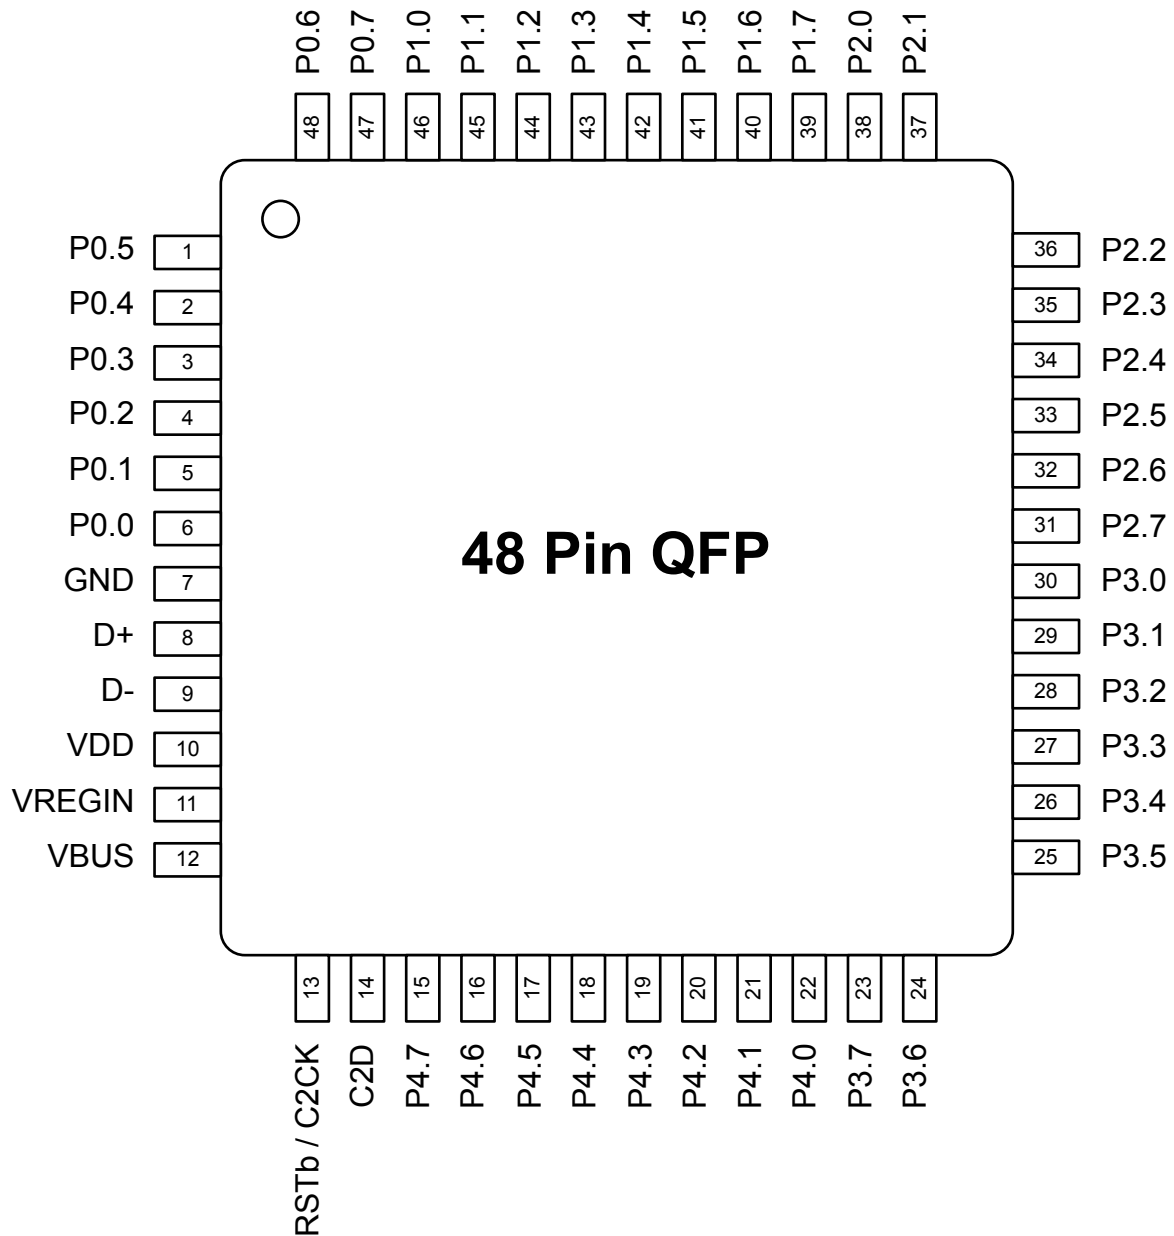 P0.6 P0.7 P1.0 P1.1 P1.2 P1.3 P1.4 P1.5 P1.6 P1.7 P2.0 P2.1
48 47 46 45 44 43 42 41 40 39 38 37
P0.5 1 36 P2.2
P0.4 2 35 P2.3
P0.3 3 34 P2.4
P0.2 4 33 P2.5
P0.1 5 32 P2.6
P0.0 6 31 P2.7
48 Pin QFP
GND 7 30 P3.0
D+ 8 29 P3.1
D- 9 28 P3.2
VDD 10 27 P3.3
VREGIN 11 26 P3.4
VBUS 12 25 P3.5
13 14 15 16 17 18 19 20 21 22 23 24
RSTb / C2CK C2D P4.7 P4.6 P4.5 P4.4 P4.3 P4.2 P4.1 P4.0 P3.7 P3.6